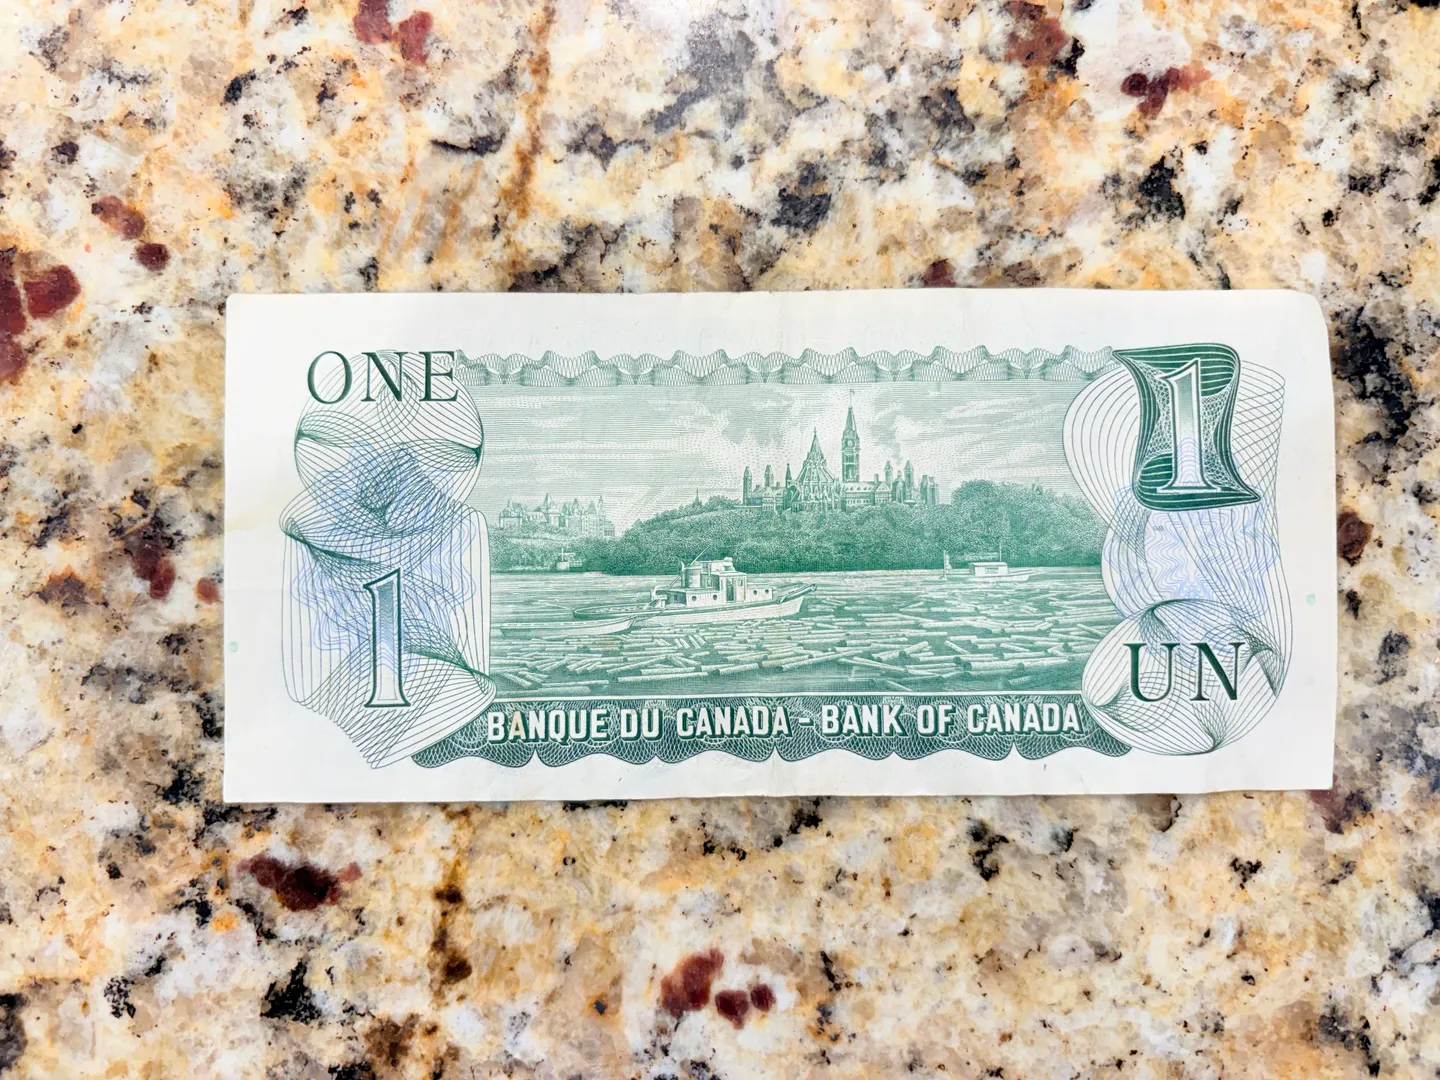 ONE
1
1
BANQUE DU CANADA - BANK OF CANADA
UN